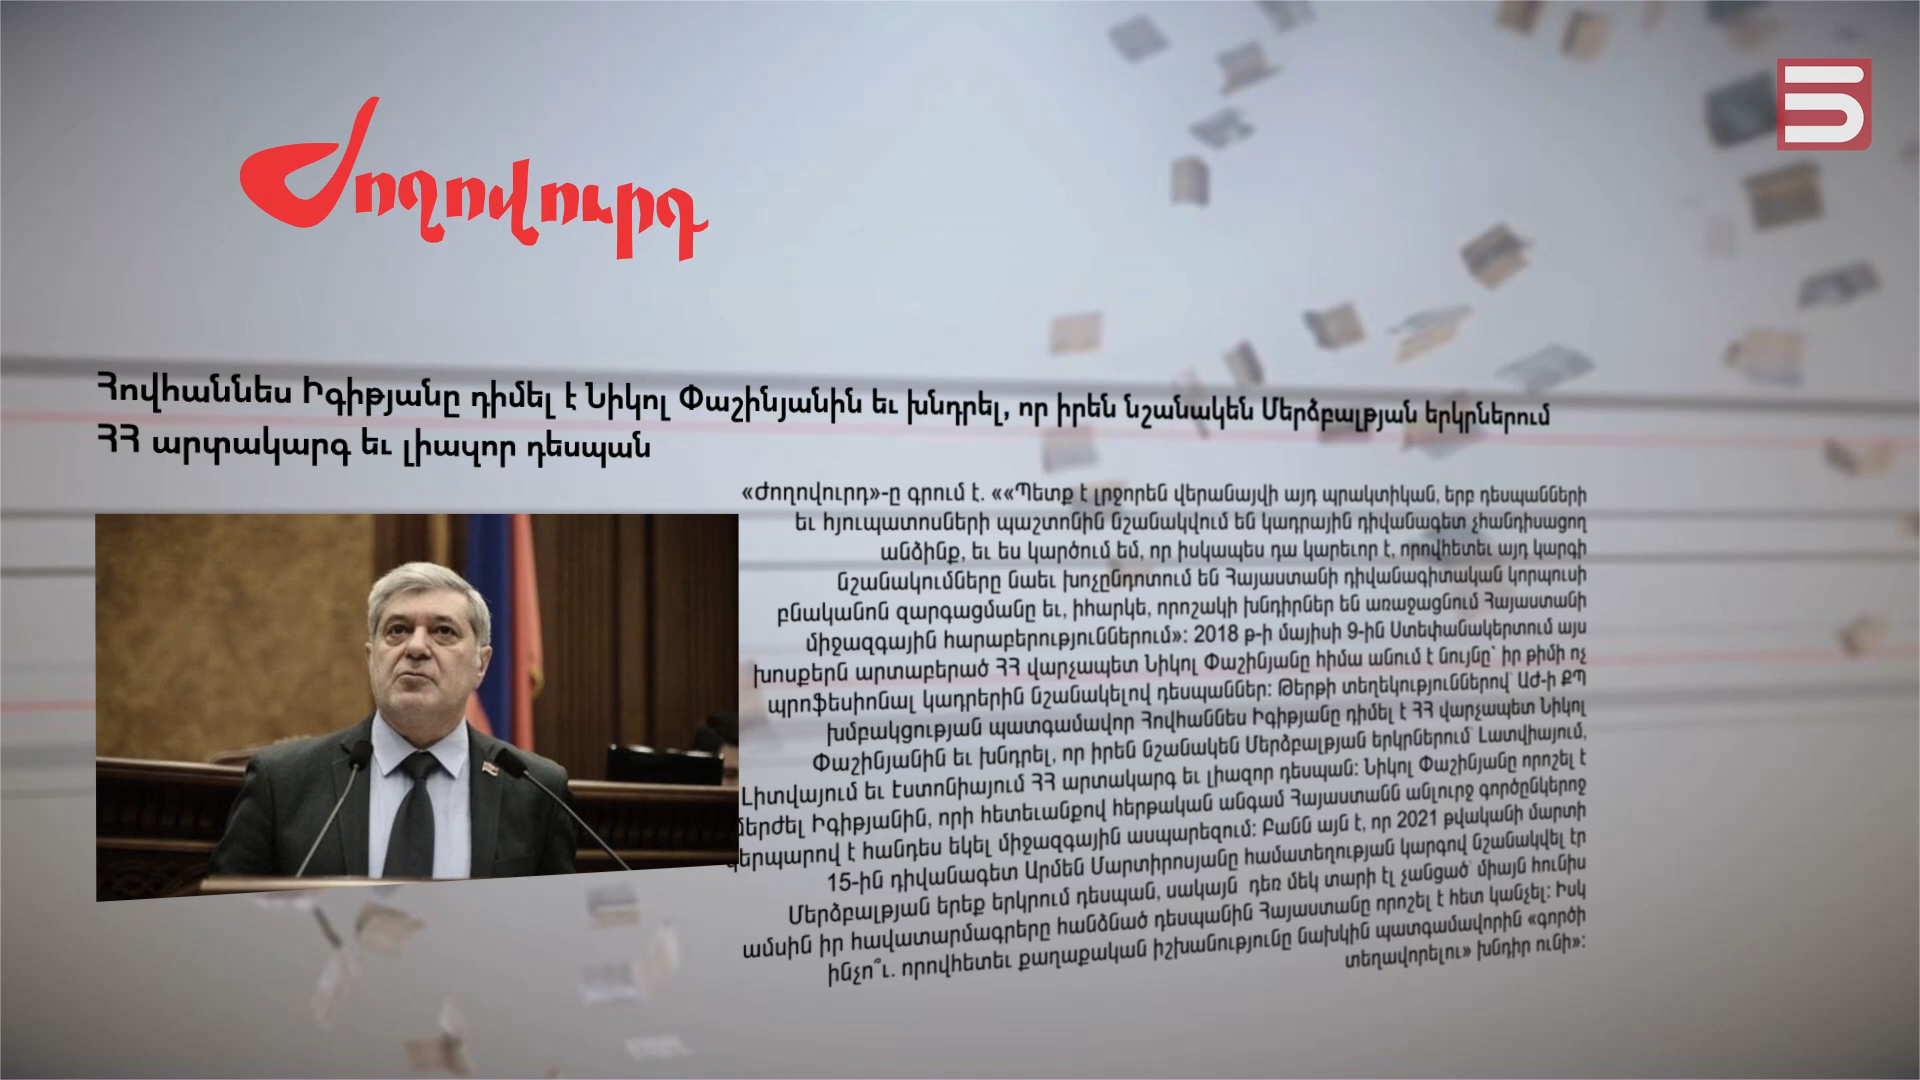 Ժողովուրդ
5
Հովհաննես Իգիթյանը դիմել է Նիկոլ Փաշինյանին եւ խնդրել, որ իրեն նշանակեն Մերձբալթյան երկրներում
ՀՀ արտակարգ եւ լիազոր դեսպան
«Ժողովուրդ»-ը գրում է. ««Պետք է լրջորեն վերանայվի այդ պրակտիկան, երբ դեսպանների
եւ հյուպատոսների պաշտոնին նշանակվում են կադրային դիվանագետ չհանդիսացող
անձինք, եւ ես կարծում եմ, որ իսկապես դա կարեւոր է, որովհետեւ այդ կարգի
նշանակումները նաեւ խոչընդոտում են Հայաստանի դիվանագիտական կորպուսի
բնականոն զարգացմանը եւ, իհարկե, որոշակի խնդիրներ են առաջացնում Հայաստանի
միջազգային հարաբերություններում»: 2018 թ-ի մայիսի 9-ին Ստեփանակերտում այս
խոսքերն արտաբերած ՀՀ վարչապետ Նիկոլ Փաշինյանը հիմա անում է նույնը՝ իր թիմի ոչ
պրոֆեսիոնալ կադրերին նշանակելով դեսպաններ: Թերթի տեղեկություններով՝ ԱԺ-ի ՔՊ
խմբակցության պատգամավոր Հովհաննես Իգիթյանը դիմել է ՀՀ վարչապետ Նիկոլ
Փաշինյանին եւ խնդրել, որ իրեն նշանակեն Մերձբալթյան երկրներում՝ Լատվիայում,
Լիտվայում եւ Էստոնիայում ՀՀ արտակարգ եւ լիազոր դեսպան: Նիկոլ Փաշինյանը որոշել է
մերժել Իգիթյանին, որի հետեւանքով հերթական անգամ Հայաստանն անլուրջ գործընկերոջ
կերպարով է հանդես եկել միջազգային ասպարեզում: Բանն այն է, որ 2021 թվականի մարտի
15-ին դիվանագետ Արմեն Մարտիրոսյանը համատեղության կարգով նշանակվել էր
Մերձբալթյան երեք երկրում դեսպան, սակայն դեռ մեկ տարի էլ չանցած՝ միայն հունիս
ամսին իր հավատարմագրերը հանձնած դեսպանին Հայաստանը որոշել է հետ կանչել: Իսկ
ինչո՞ւ. որովհետեւ քաղաքական իշխանությունը նախկին պատգամավորին «գործի
տեղավորելու» խնդիր ունի»: